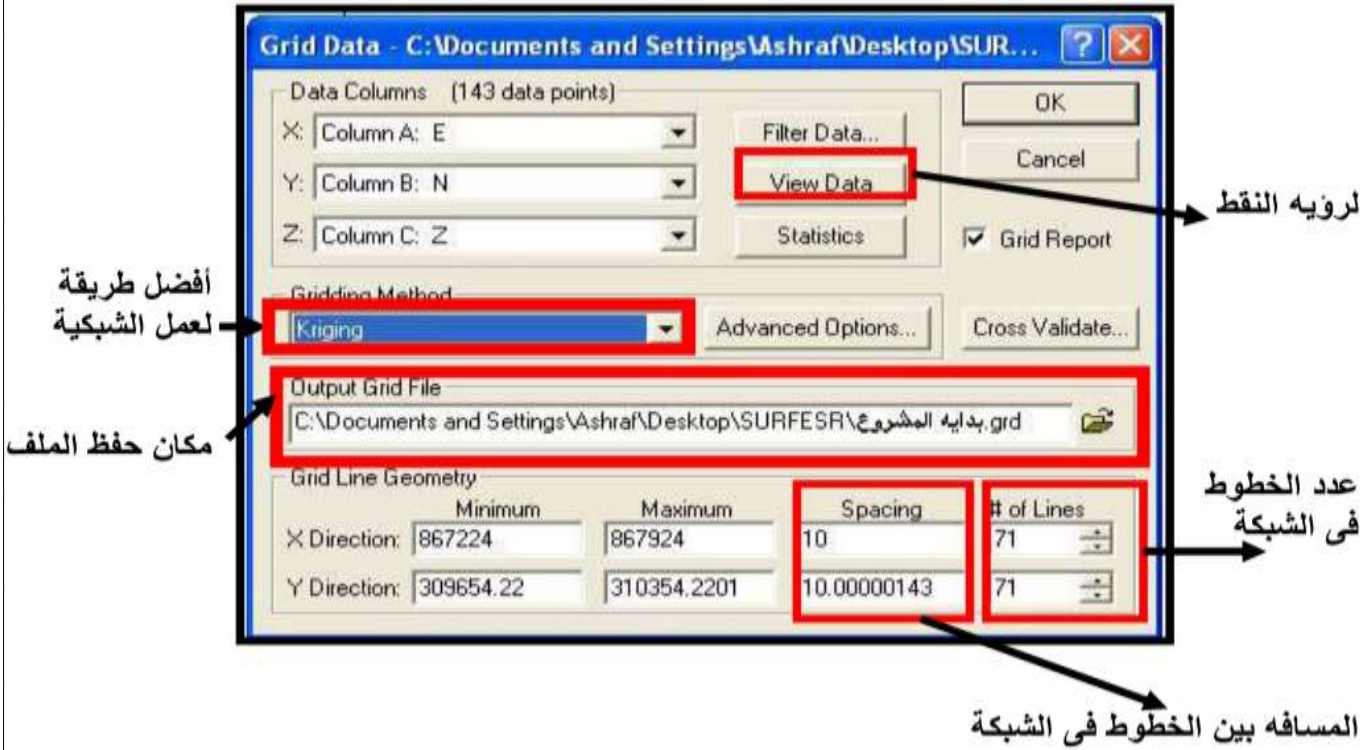 Grid Data - C:\Documents and Settings\Ashraf\Desktop\SUR...
Data Columns (143 data points)
OK
X: Column A: E
Filter Data...
Cancel
Y: Column B: N
View Data
لرؤيه النقط
Z: Column C: Z
Statistics
Grid Report
أفضل طريقة
لعمل الشبكية
Gridding Method
Kriging
Advanced Options...
Cross Validate...
Output Grid File
C:\Documents and Settings\Ashraf\Desktop\SURFESR\بدايه المشروع.grd
مكان حفظ الملف
Grid Line Geometry
Minimum Maximum Spacing # of Lines
X Direction: 867224 867924 10 71
Y Direction: 309654.22 310354.2201 10.00000143 71
عدد الخطوط
فى الشبكة
المسافه بين الخطوط فى الشبكة